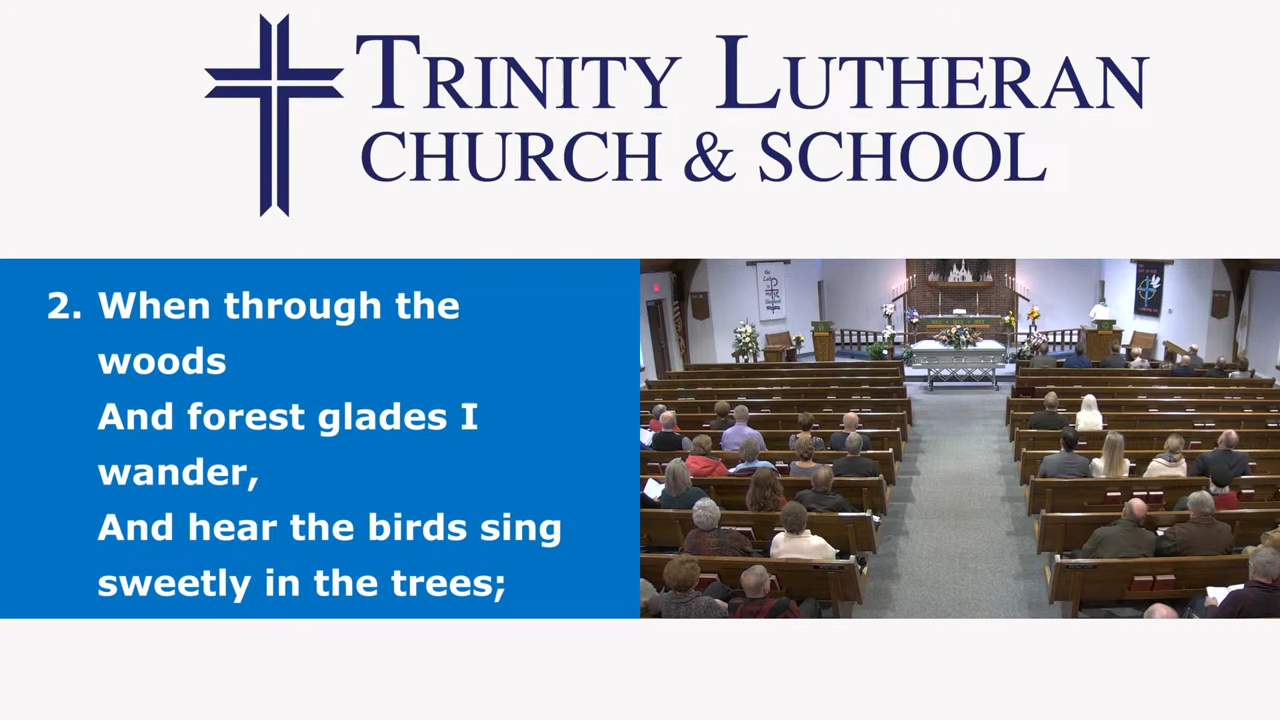 TRINITY LUTHERAN
CHURCH & SCHOOL
2. When through the
woods
And forest glades I
wander,
And hear the birds sing
sweetly in the trees;